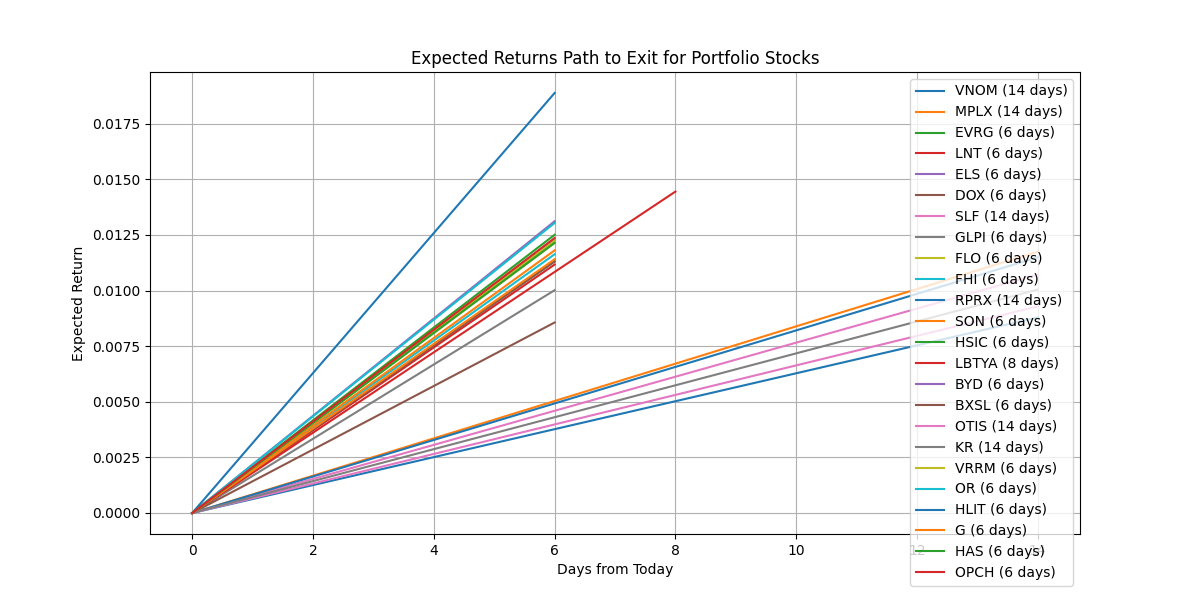 Expected Returns Path to Exit for Portfolio Stocks
Expected Return
0.0175
0.0150
0.0125
0.0100
0.0075
0.0050
0.0025
0.0000
0 2 4 6 8 10 12
Days from Today
VNOM (14 days)
MPLX (14 days)
EVRG (6 days)
LNT (6 days)
ELS (6 days)
DOX (6 days)
SLF (14 days)
GLPI (6 days)
FLO (6 days)
FHI (6 days)
RPRX (14 days)
SON (6 days)
HSIC (6 days)
LBTYA (8 days)
BYD (6 days)
BXSL (6 days)
OTIS (14 days)
KR (14 days)
VRRM (6 days)
OR (6 days)
HLIT (6 days)
G (6 days)
HAS (6 days)
OPCH (6 days)